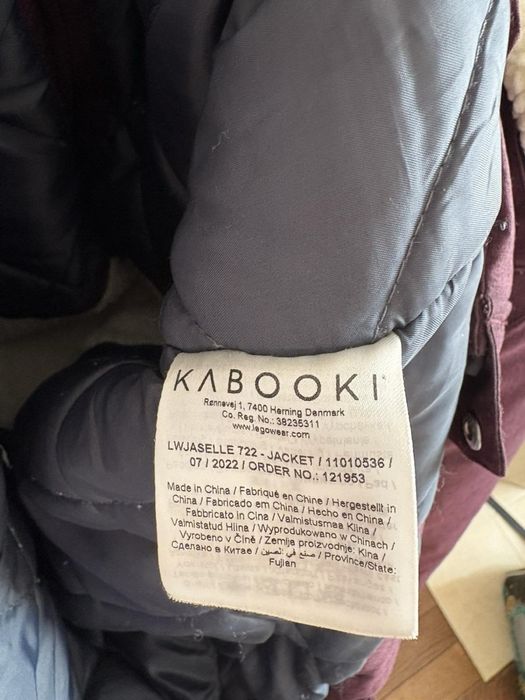 KABOOKI
Rønnevej 1, 7400 Herning Denmark
Co. Reg. No.: 38235311
www.legowear.com
LWJASELLE 722 - JACKET / 11010536 /
07 / 2022 / ORDER NO.: 121953
Made in China / Fabriqué en Chine / Hergestellt in
China / Fabricado em China / Hecho en China /
Fabbricato in Cina / Valmistusmaa Kiina /
Valmistatud Hiina / Wyprodukowano w Chinach /
Vyrobeno v Číně / Zemlje proizvodnje: Kina /
Сделано в Китае / صنع في: الصين / Province/State:
Fujian